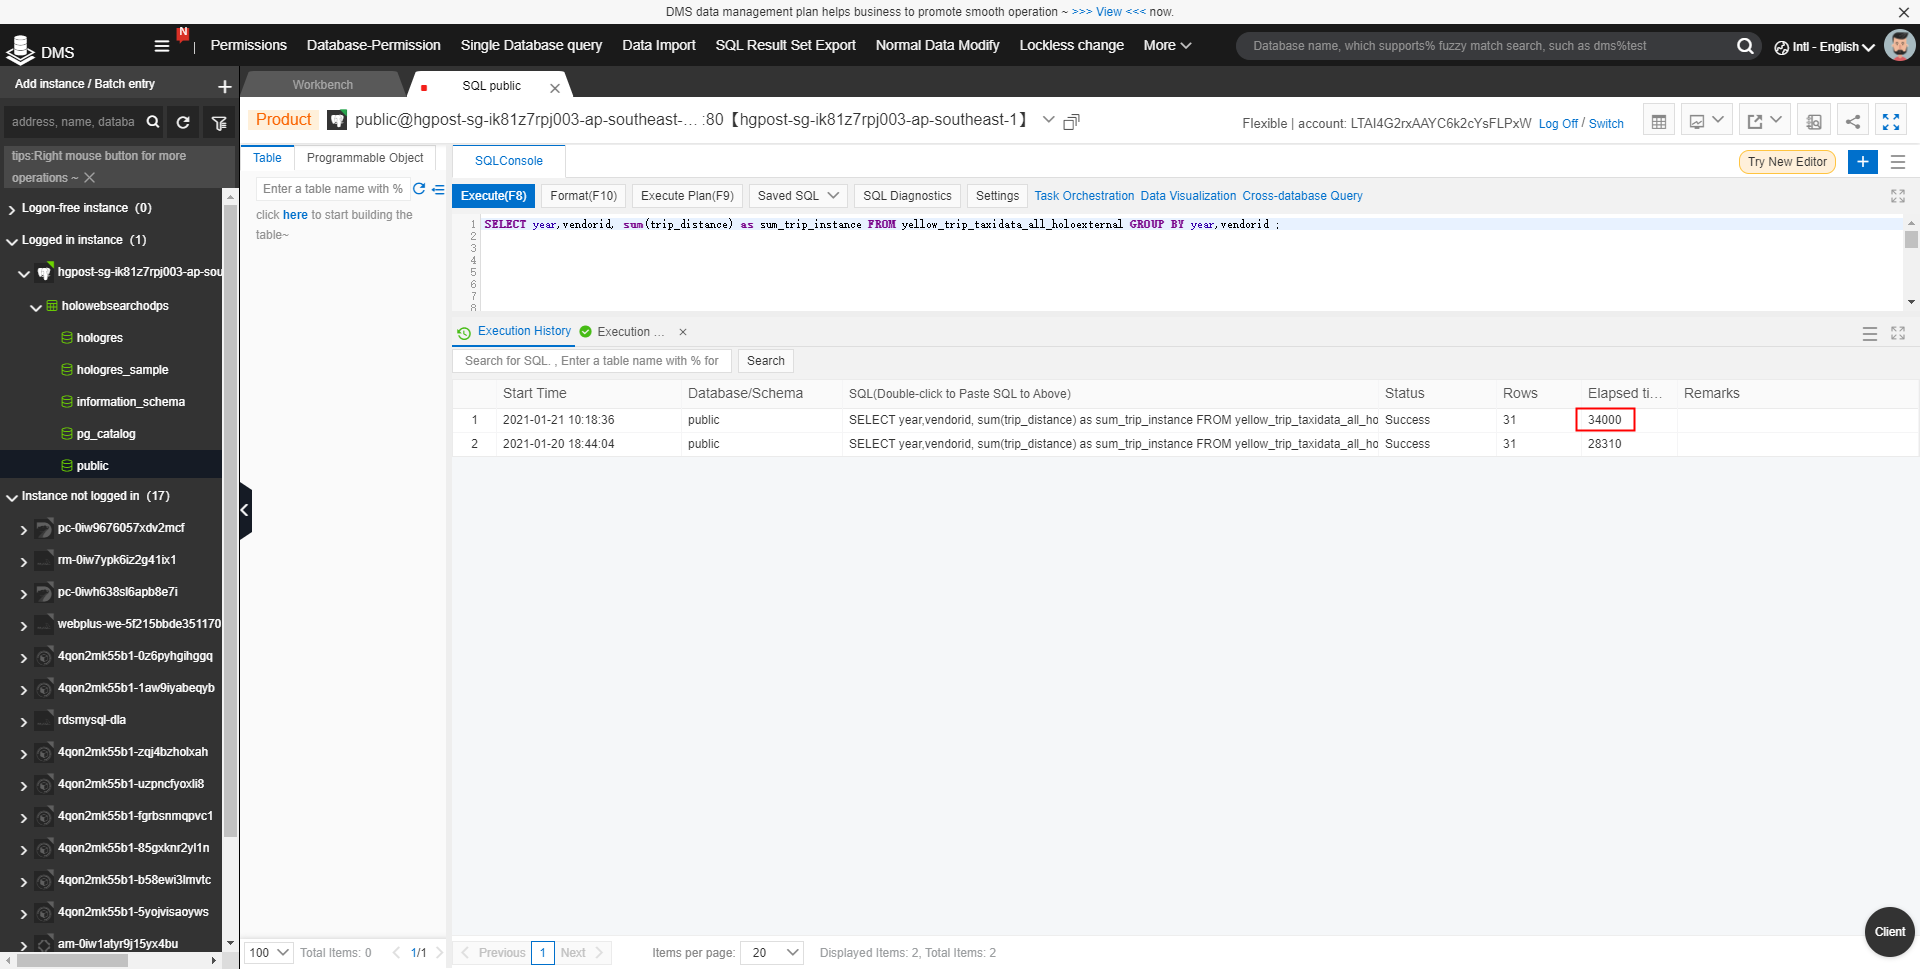 DMS data management plan helps business to promote smooth operation ~ >>> View <<< now.
DMS
N
Permissions
Database-Permission
Single Database query
Data Import
SQL Result Set Export
Normal Data Modify
Lockless change
More
Database name, which supports% fuzzy match search, such as dms%test
Intl - English
Add instance / Batch entry
address, name, databa
tips:Right mouse button for more
operations ~
Logon-free instance (0)
Logged in instance (1)
hgpost-sg-ik81z7rpj003-ap-sou
holowebsearchodps
hologres
hologres_sample
information_schema
pg_catalog
public
Instance not logged in (17)
pc-0iw9676057xdv2mcf
rm-0iw7ypk6iz2g41ix1
pc-0iwh638sl6apb8e7i
webplus-we-5f215bbde351170
4qon2mk55b1-0z6pyhgihggq
4qon2mk55b1-1aw9iyabeqyb
rdsmysql-dla
4qon2mk55b1-zqj4bzholxah
4qon2mk55b1-uzpncfyoxli8
4qon2mk55b1-fgrbsnmqpvc1
4qon2mk55b1-85gxknr2yl1n
4qon2mk55b1-b58ewi3lmvtc
4qon2mk55b1-5yojvisaoyws
am-0iw1atyr9j15yx4bu
Workbench
SQL public
Product
public@hgpost-sg-ik81z7rpj003-ap-southeast-... :80【hgpost-sg-ik81z7rpj003-ap-southeast-1】
Flexible | account: LTAI4G2rxAAYC6k2cYsFLPxW Log Off / Switch
Table
Programmable Object
Enter a table name with %
click here to start building the
table~
100
Total Items: 0
1/1
SQLConsole
Try New Editor
Execute(F8)
Format(F10)
Execute Plan(F9)
Saved SQL
SQL Diagnostics
Settings
Task Orchestration
Data Visualization
Cross-database Query
1 SELECT year,vendorid, sum(trip_distance) as sum_trip_instance FROM yellow_trip_taxidata_all_holoexternal GROUP BY year,vendorid ;
2
3
4
5
6
7
8
Execution History
Execution ...
Search for SQL. , Enter a table name with % for
Search
Start Time Database/Schema SQL(Double-click to Paste SQL to Above) Status Rows Elapsed ti... Remarks
1 2021-01-21 10:18:36 public SELECT year,vendorid, sum(trip_distance) as sum_trip_instance FROM yellow_trip_taxidata_all_ho Success 31 34000
2 2021-01-20 18:44:04 public SELECT year,vendorid, sum(trip_distance) as sum_trip_instance FROM yellow_trip_taxidata_all_ho Success 31 28310
Previous 1 Next
Items per page: 20
Displayed Items: 2, Total Items: 2
Client